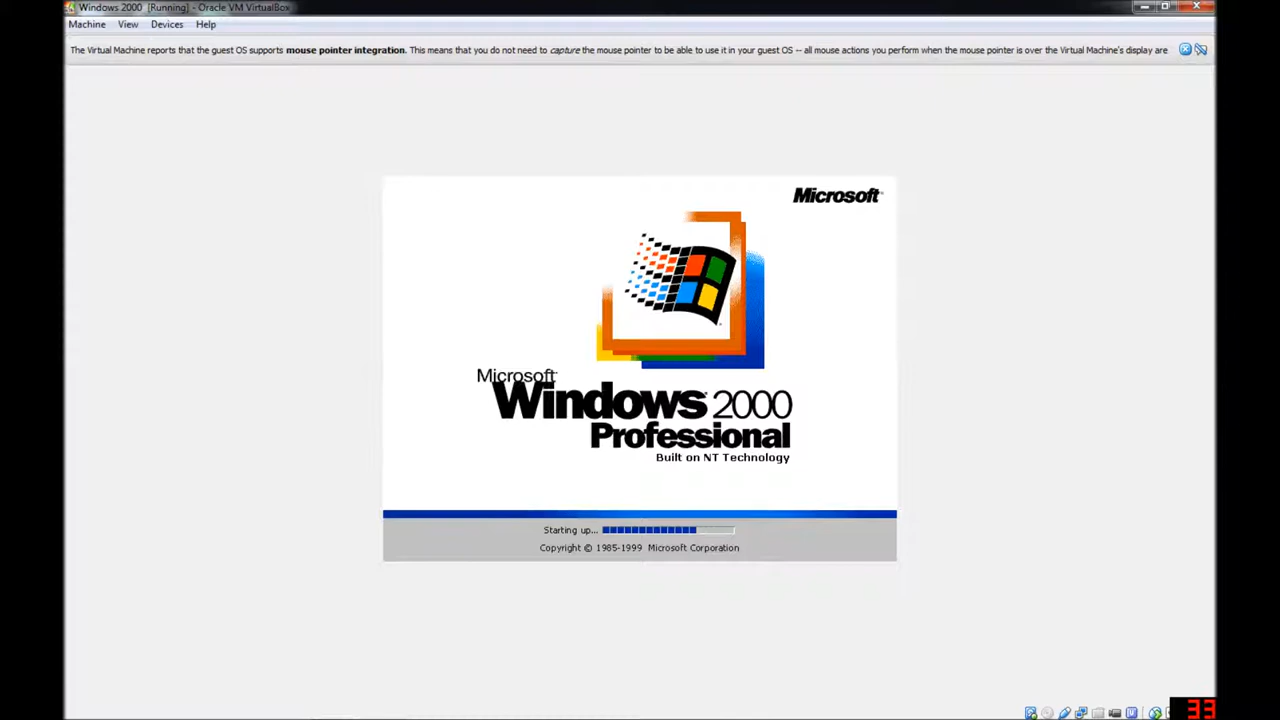 Windows 2000 [Running] - Oracle VM VirtualBox
Machine View Devices Help
The Virtual Machine reports that the guest OS supports mouse pointer integration. This means that you do not need to capture the mouse pointer to be able to use it in your guest OS -- all mouse actions you perform when the mouse pointer is over the Virtual Machine's display are
Microsoft
Microsoft
Windows 2000
Professional
Built on NT Technology
Starting up...
Copyright © 1985-1999 Microsoft Corporation
33